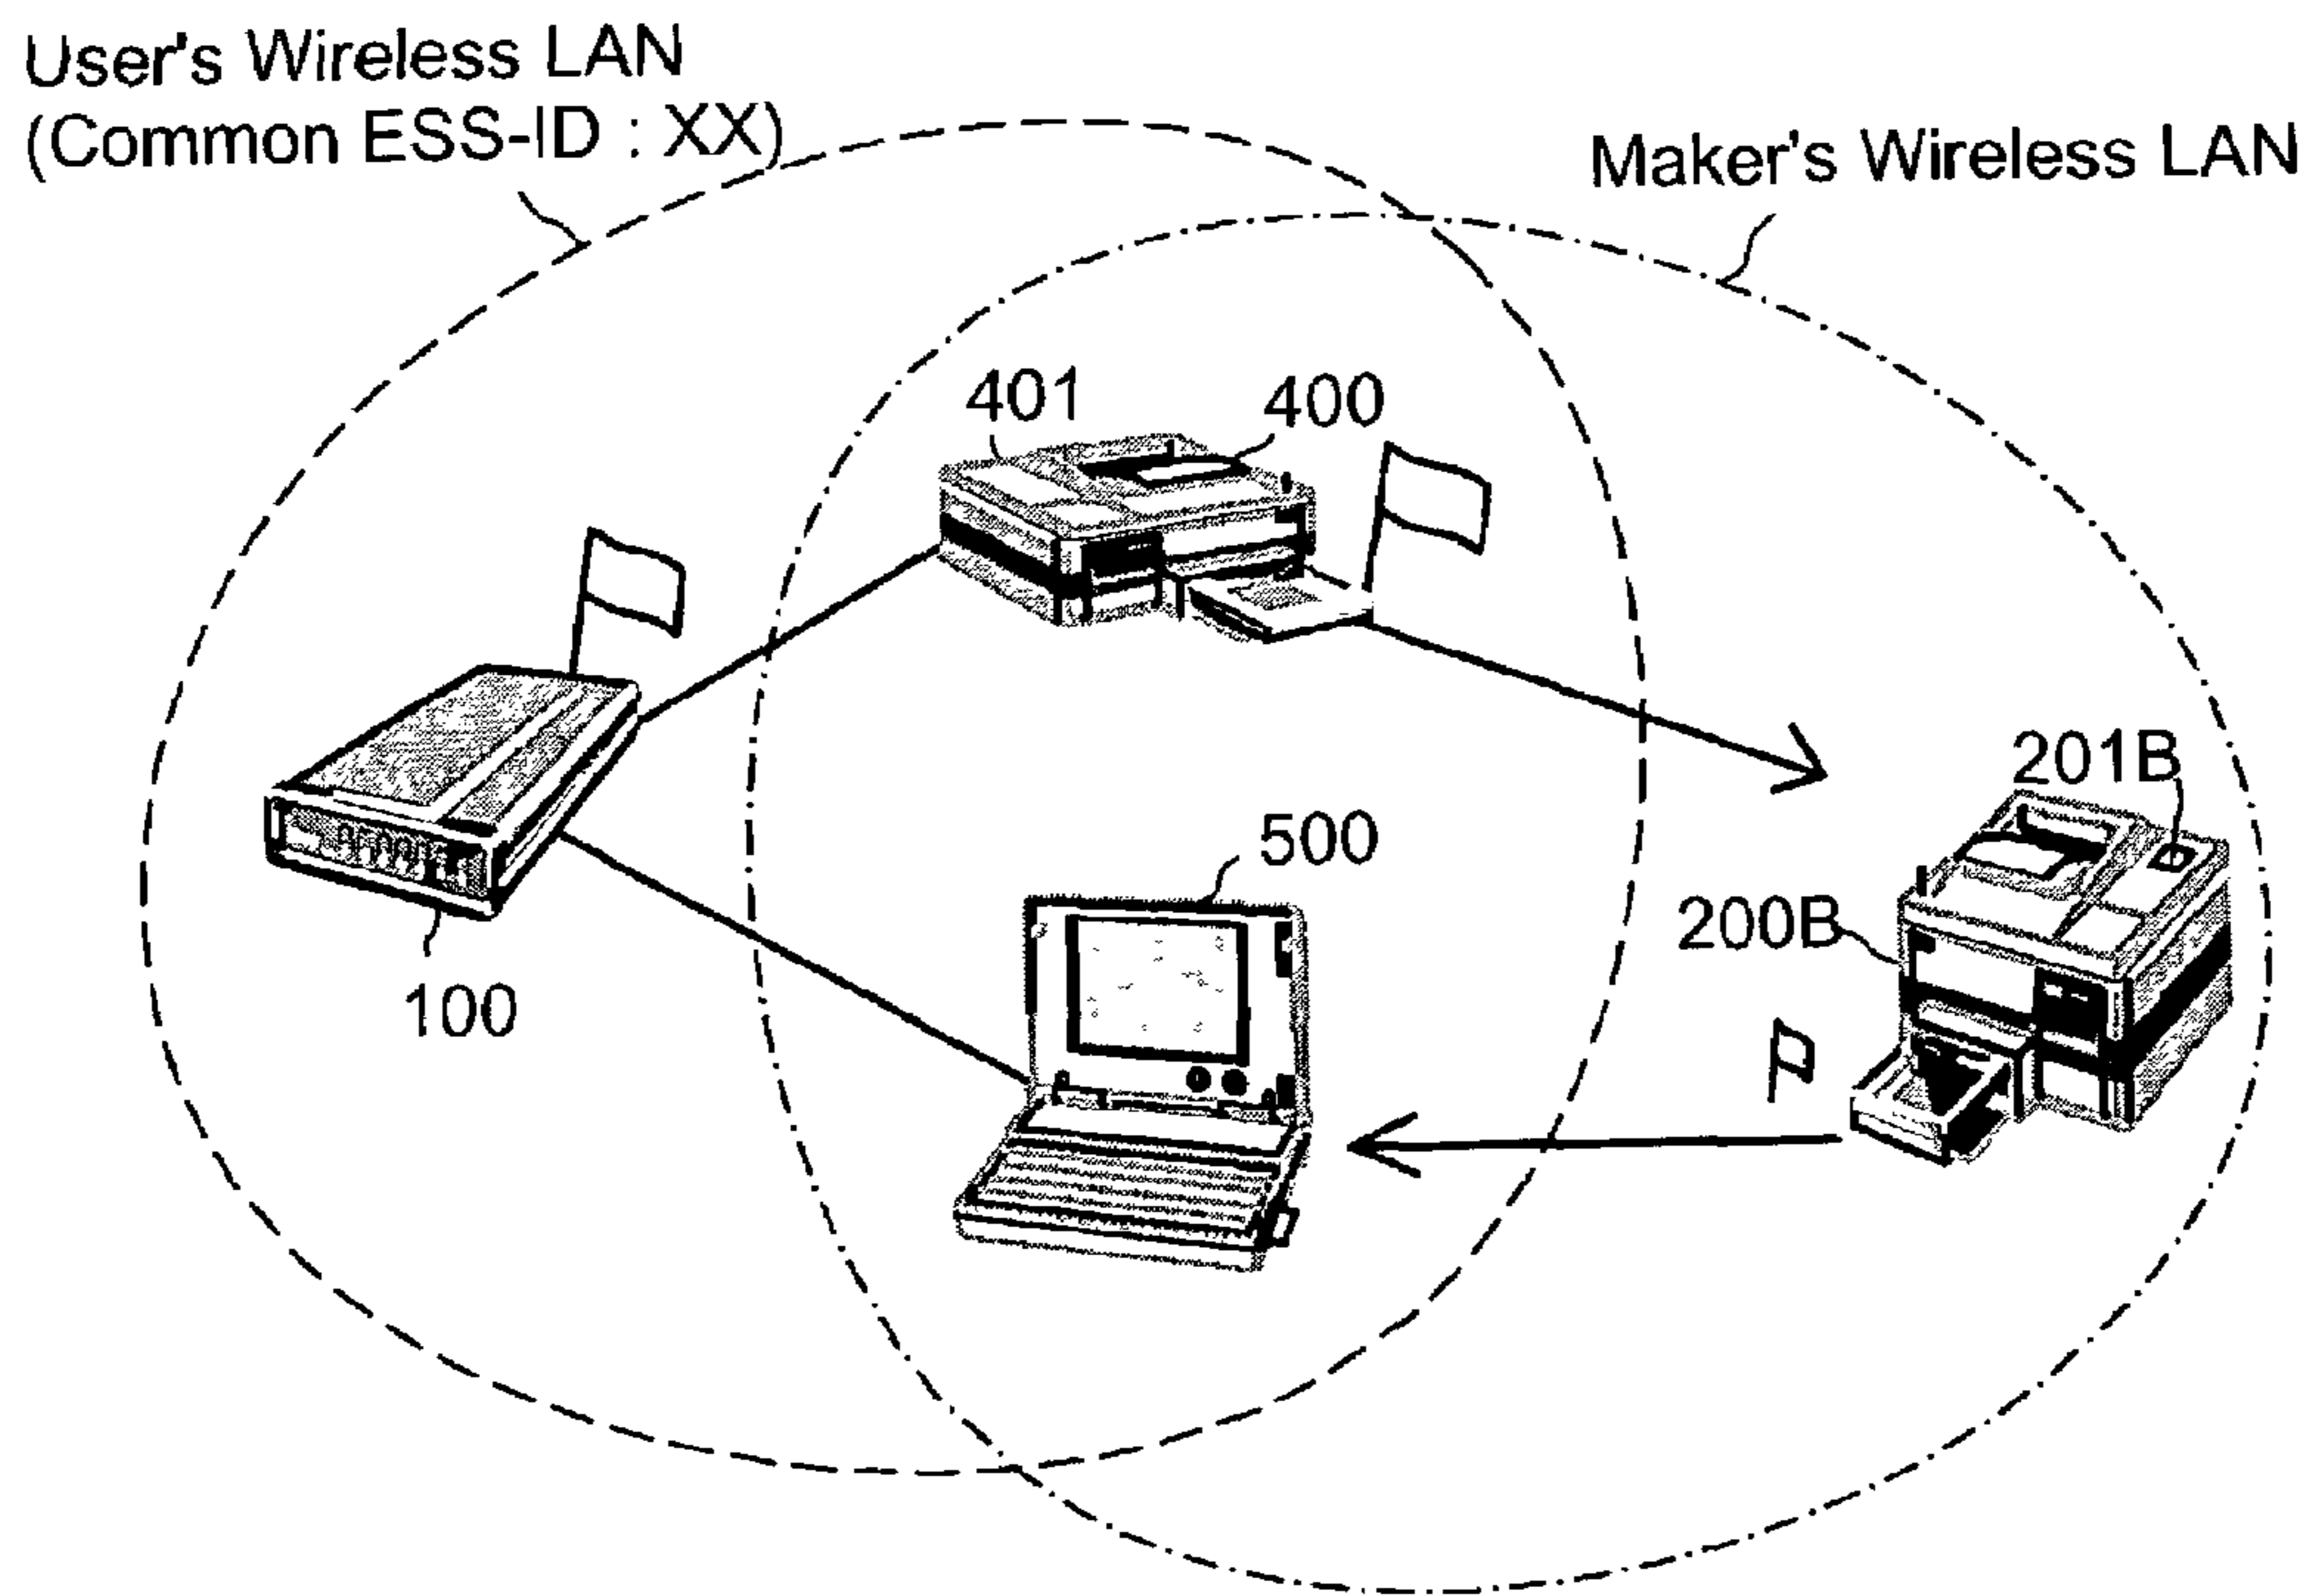 User's Wireless LAN
(Common ESS-ID : XX)
Maker's Wireless LAN
401
400
201B
500
200B
100